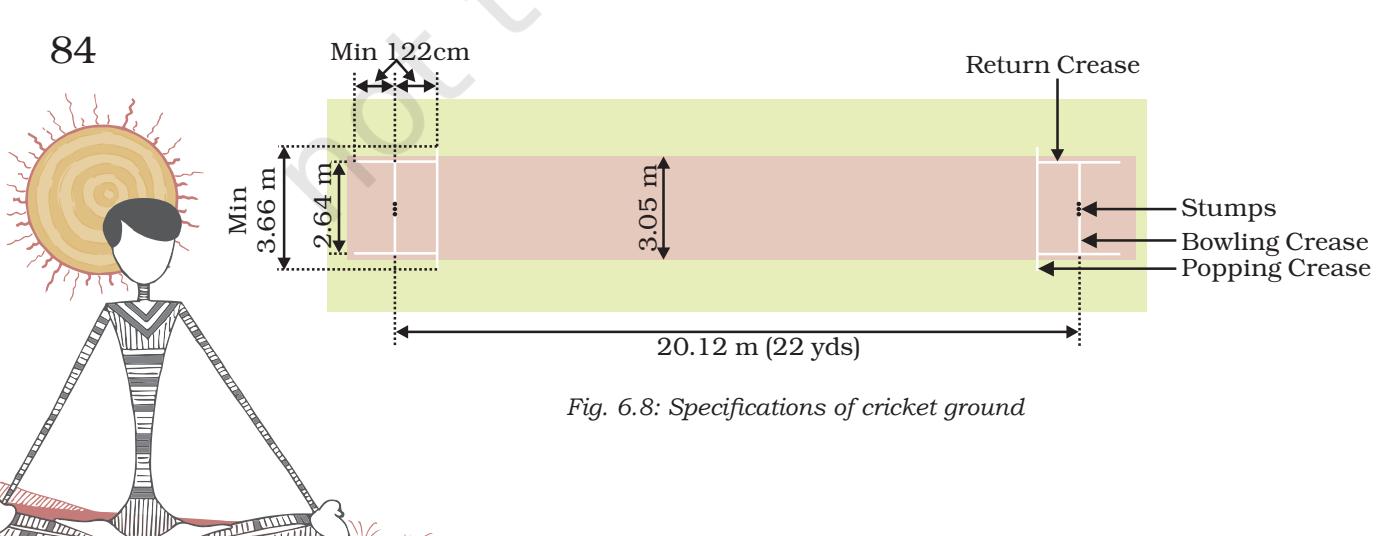 84
Min 122cm
Return Crease
Min
3.66 m
2.64 m
3.05 m
Stumps
Bowling Crease
Popping Crease
20.12 m (22 yds)
Fig. 6.8: Specifications of cricket ground
not t